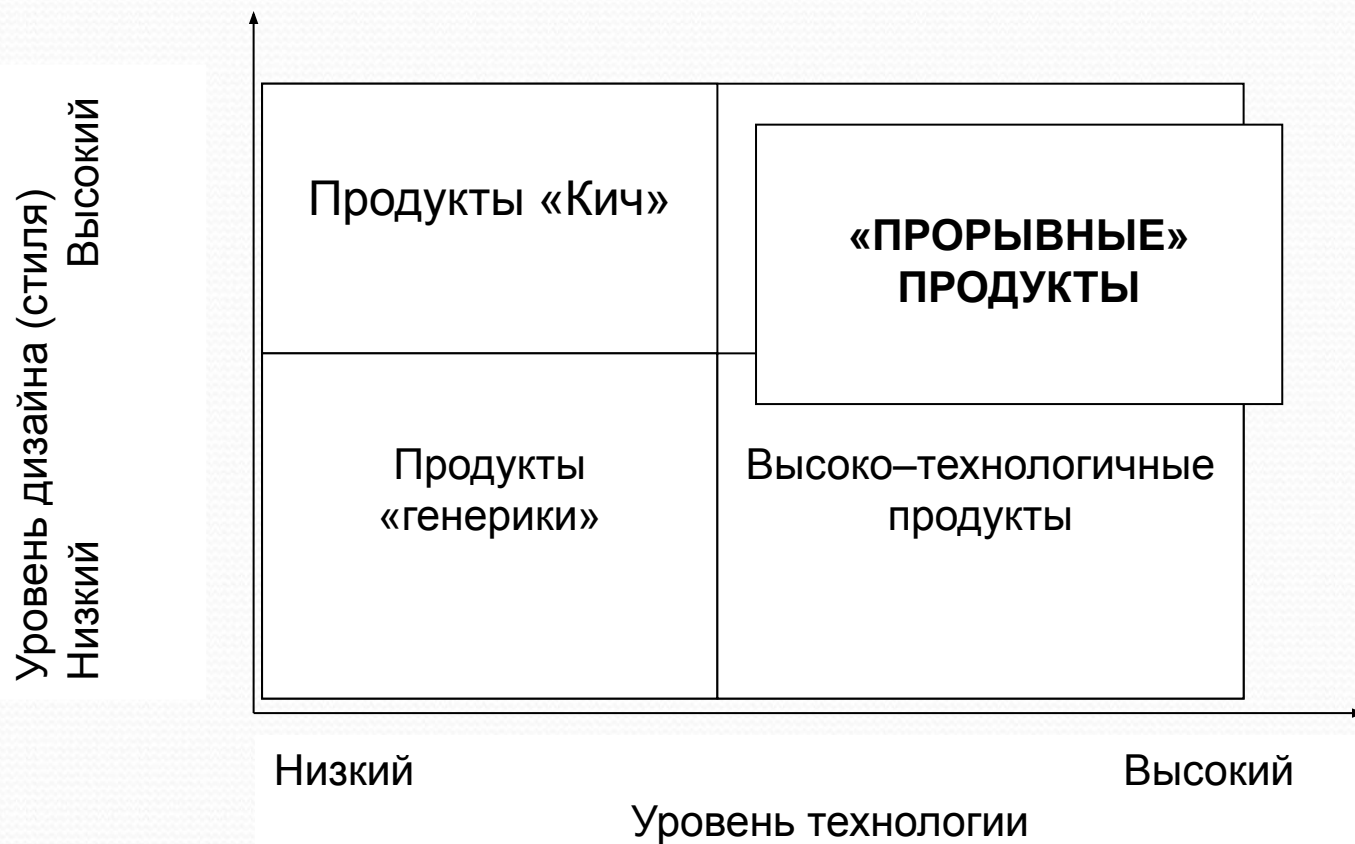 Уровень дизайна (стиля)
Низкий Высокий
Продукты «Кич»
«ПРОРЫВНЫЕ»
ПРОДУКТЫ
Продукты
«генерики»
Высоко–технологичные
продукты
Низкий Высокий
Уровень технологии